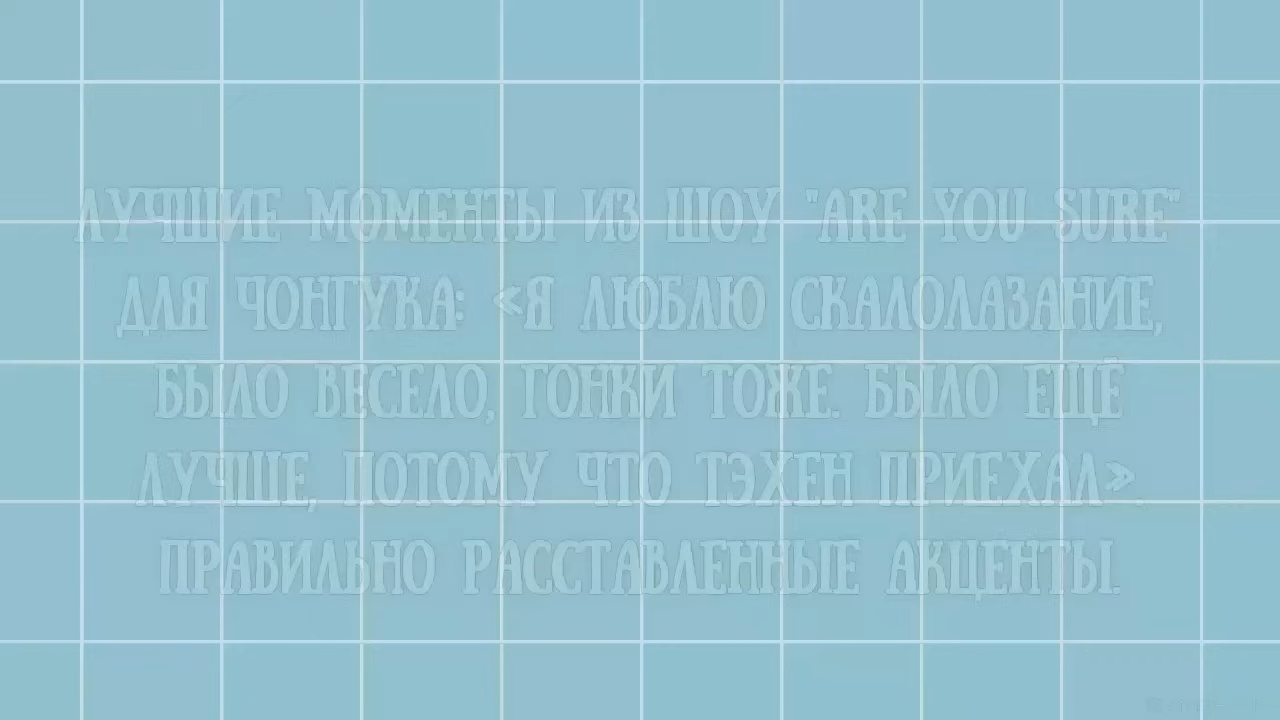 ЛУЧШИЕ МОМЕНТЫ ИЗ ШОУ "ARE YOU SURE"
ДЛЯ ЧОНГУКА: «Я ЛЮБЛЮ СКАЛОЛАЗАНИЕ,
БЫЛО ВЕСЕЛО, ГОНКИ ТОЖЕ. БЫЛО ЕЩЁ
ЛУЧШЕ, ПОТОМУ ЧТО ТЭХЕН ПРИЕХАЛ».
ПРАВИЛЬНО РАССТАВЛЕННЫЕ АКЦЕНТЫ.